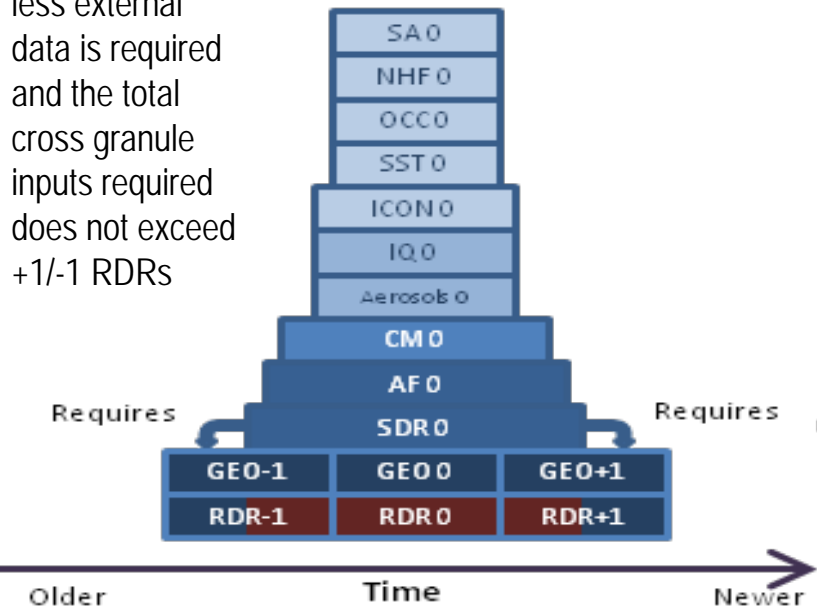 less external
data is required
and the total
cross granule
inputs required
does not exceed
+1/-1 RDRs
SA 0
NHF 0
OCC 0
SST 0
ICON 0
IQ 0
Aerosols 0
CM 0
AF 0
Requires
Requires
SDR 0
GEO-1 GEO 0 GEO+1
RDR-1 RDR 0 RDR+1
Older Time Newer